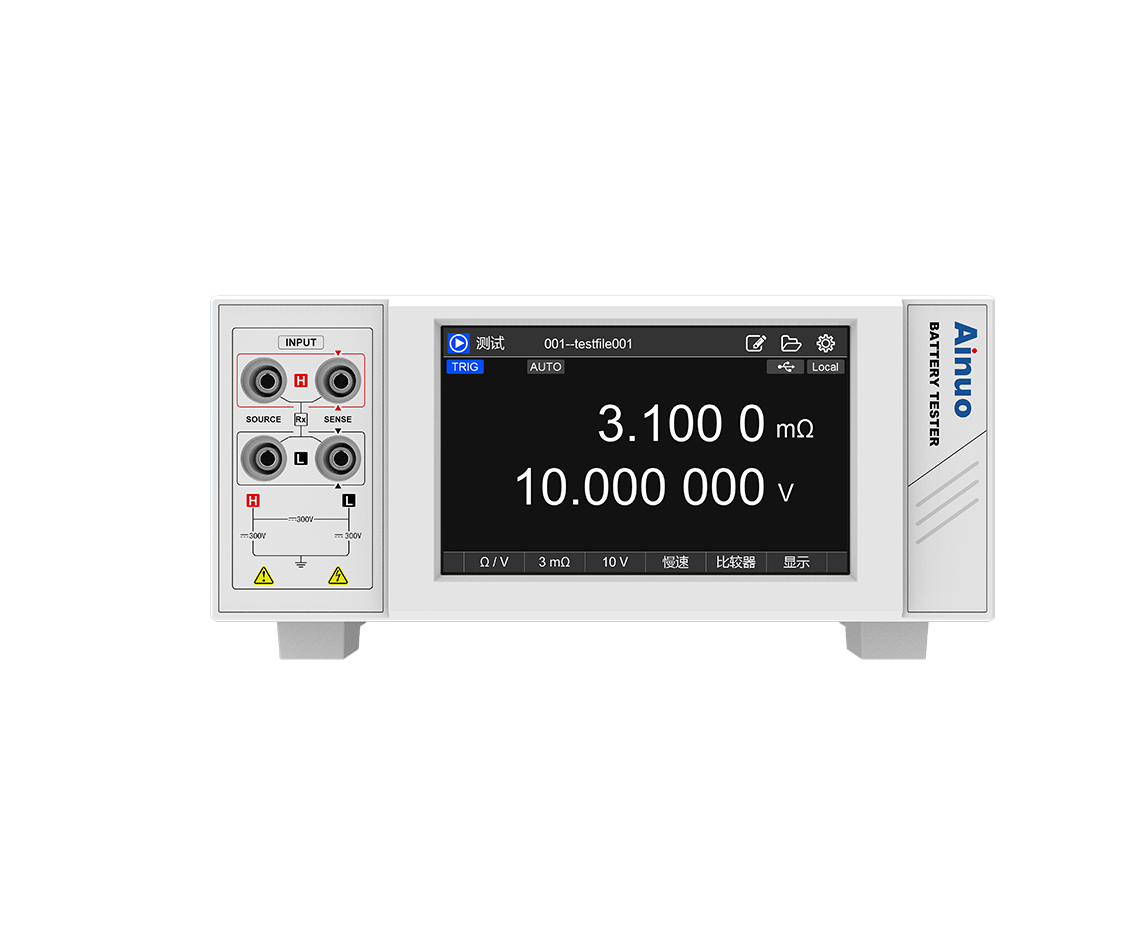 INPUT
H
SOURCE
Rx
SENSE
L
H
L
⎓300V
⎓300V
⎓300V
测试
001--testfile001
TRIG
AUTO
Local
3.100 0 mΩ
10.000 000 V
Ω / V
3 mΩ
10 V
慢速
比较器
显示
Ainuo
BATTERY TESTER